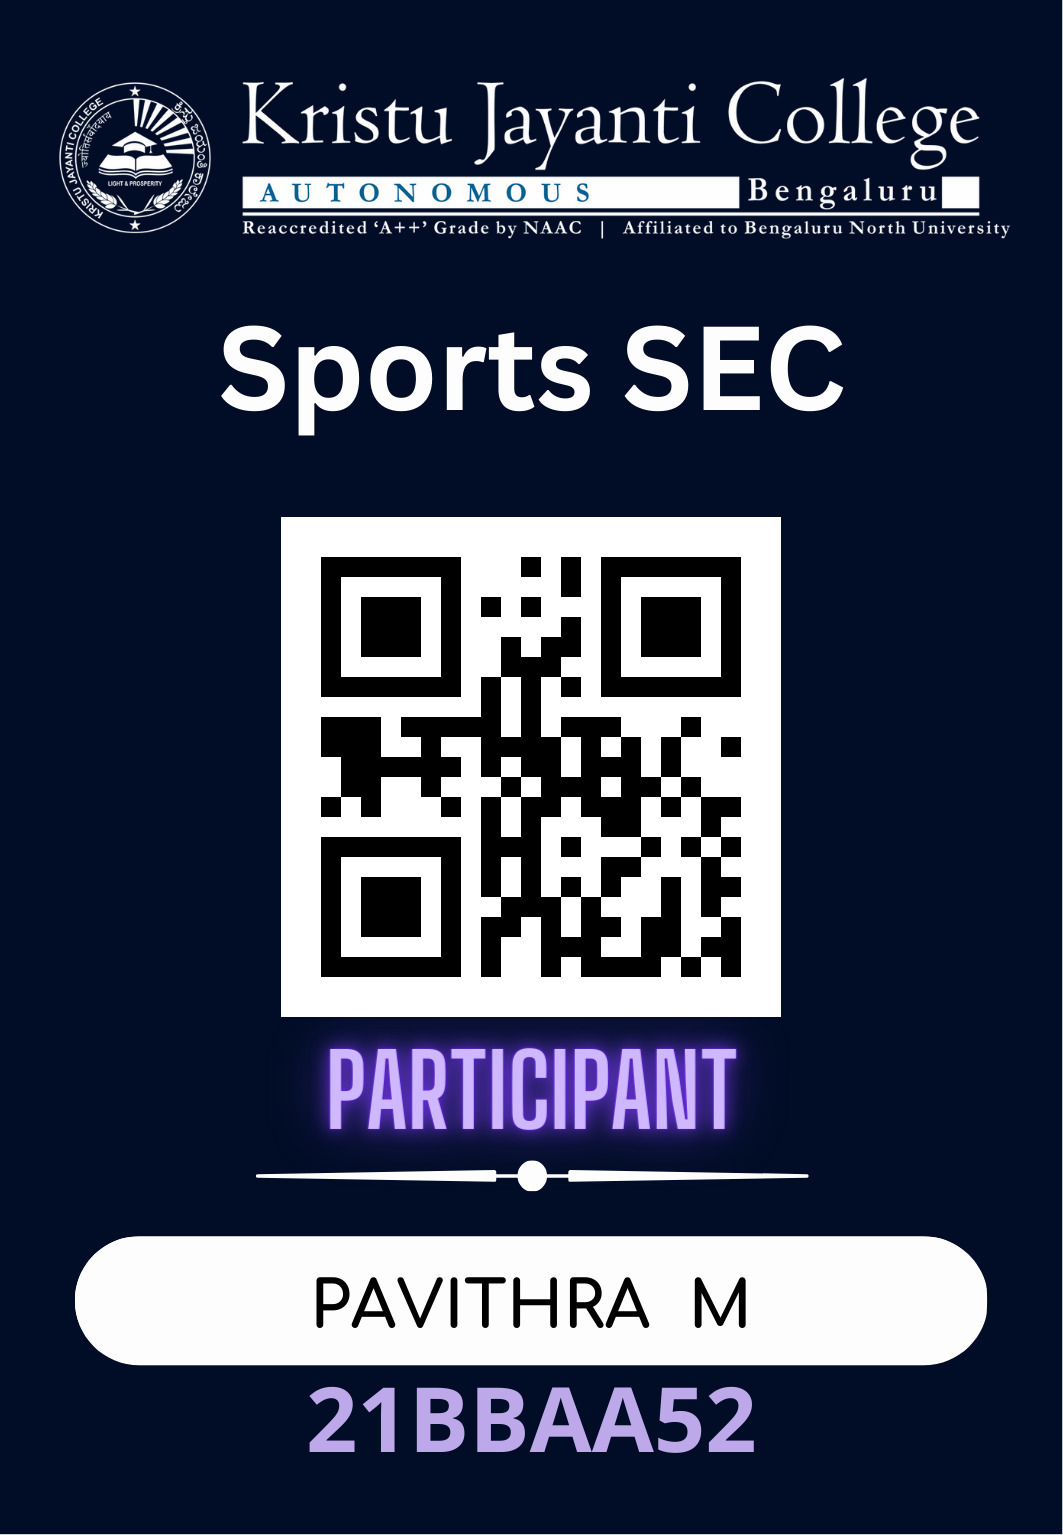 KRISTU JAYANTI COLLEGE
LIGHT & PROSPERITY
Kristu Jayanti College
AUTONOMOUS Bengaluru
Reaccredited ‘A++’ Grade by NAAC | Affiliated to Bengaluru North University
Sports SEC
PARTICIPANT
PAVITHRA M
21BBAA52